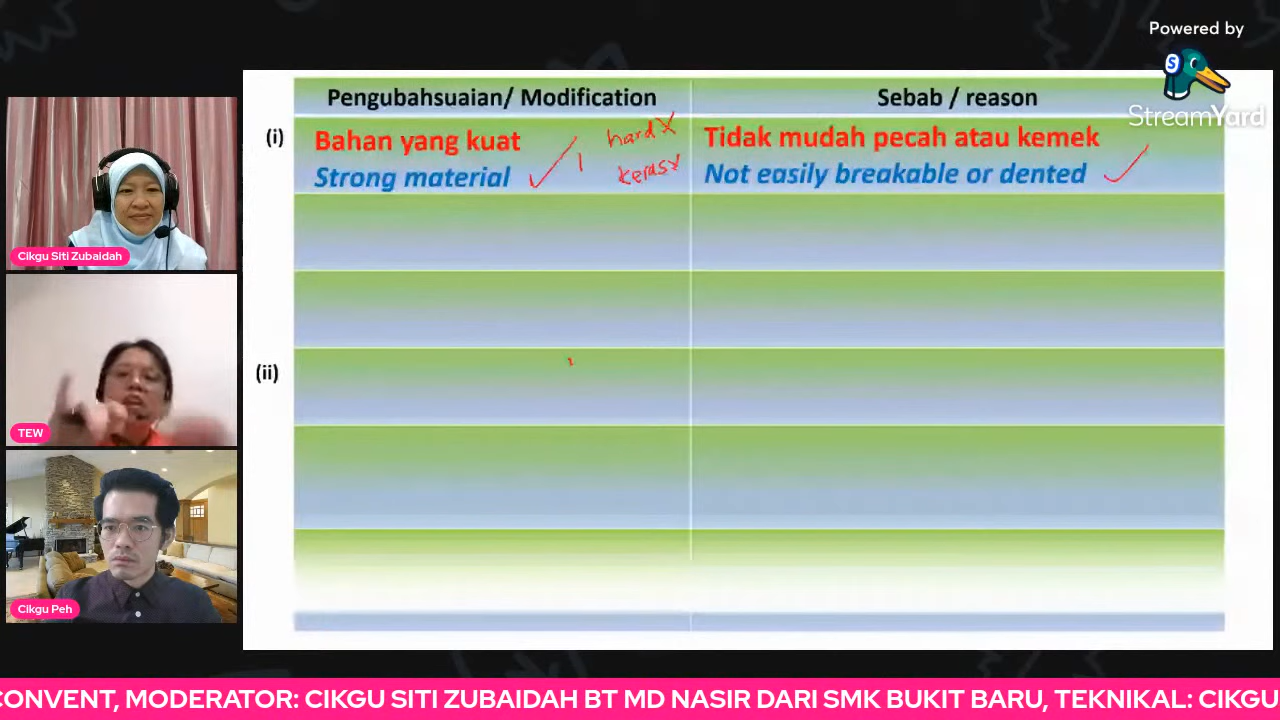 Powered by
StreamYard
Pengubahsuaian/ Modification
Sebab / reason
(i)
Bahan yang kuat
Strong material
1
hard X
keras X
Tidak mudah pecah atau kemek
Not easily breakable or dented
(ii)
Cikgu Siti Zubaidah
TEW
Cikgu Peh
CONVENT, MODERATOR: CIKGU SITI ZUBAIDAH BT MD NASIR DARI SMK BUKIT BARU, TEKNIKAL: CIKGU